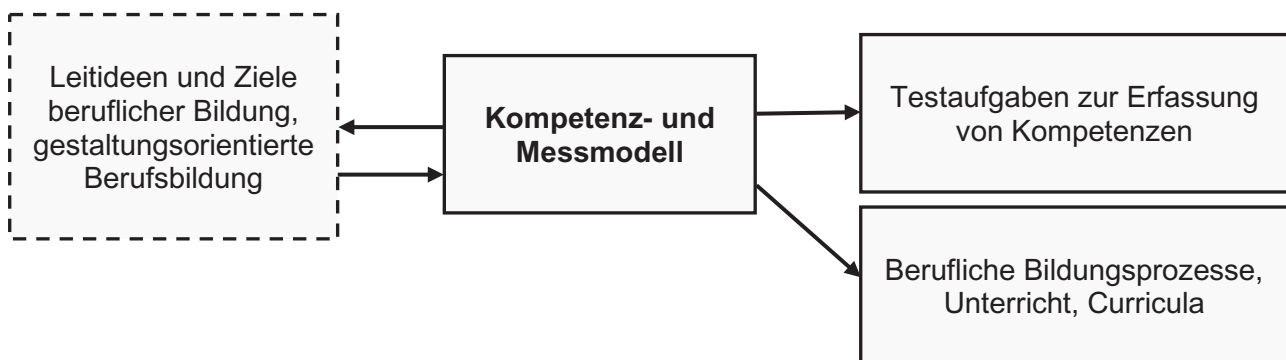 Leitideen und Ziele
beruflicher Bildung,
gestaltungsorientierte
Berufsbildung
Kompetenz- und
Messmodell
Testaufgaben zur Erfassung
von Kompetenzen
Berufliche Bildungsprozesse,
Unterricht, Curricula